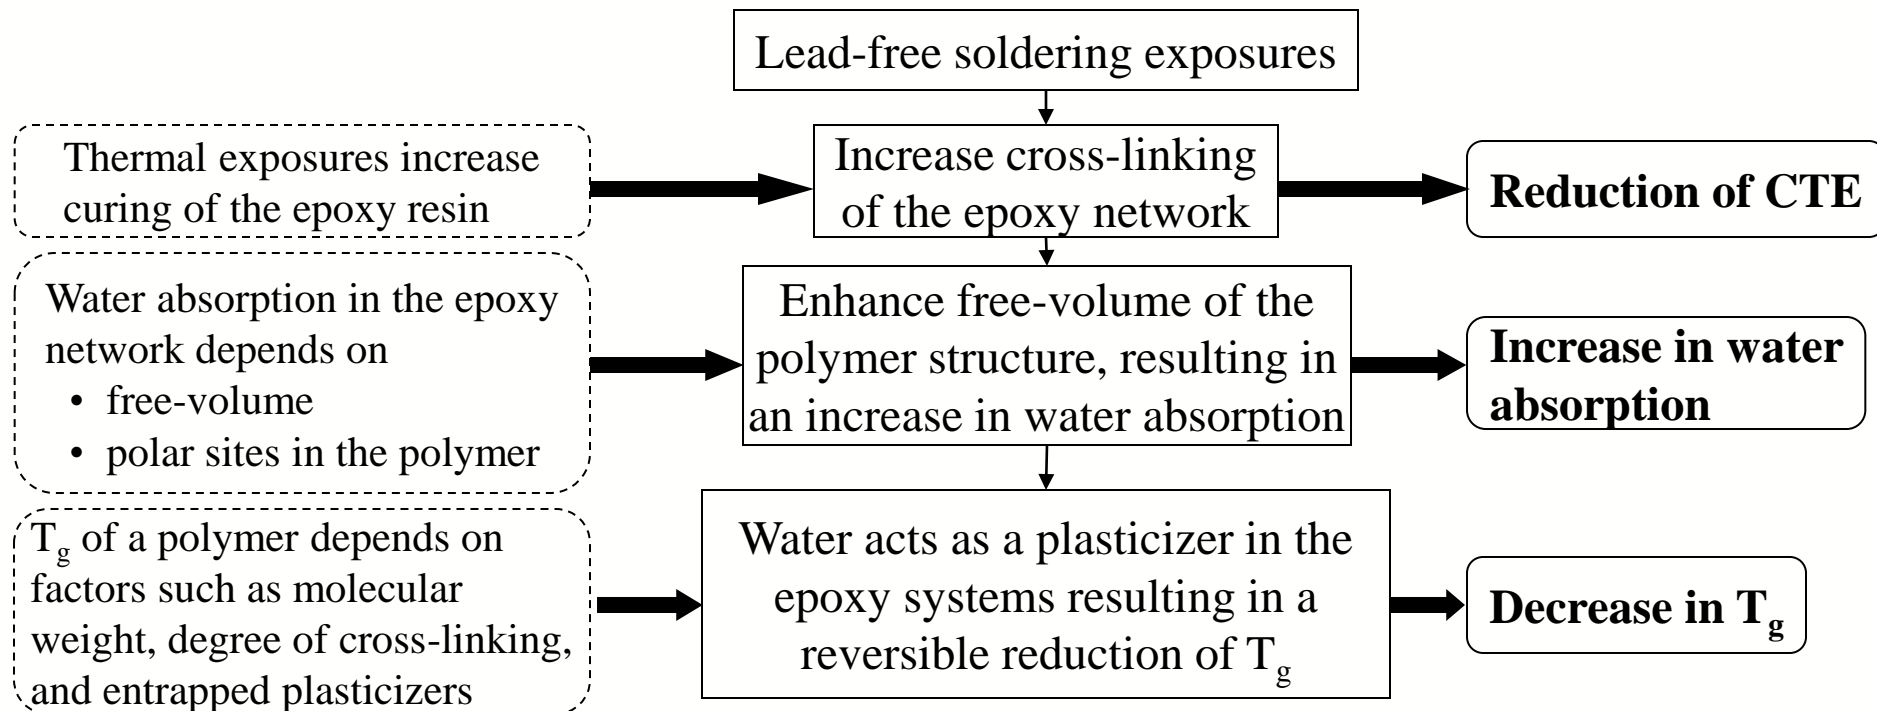 Lead-free soldering exposures
Thermal exposures increase
curing of the epoxy resin
Increase cross-linking
of the epoxy network
Reduction of CTE
Water absorption in the epoxy
network depends on
• free-volume
• polar sites in the polymer
Enhance free-volume of the
polymer structure, resulting in
an increase in water absorption
Increase in water
absorption
Tg of a polymer depends on
factors such as molecular
weight, degree of cross-linking,
and entrapped plasticizers
Water acts as a plasticizer in the
epoxy systems resulting in a
reversible reduction of Tg
Decrease in Tg